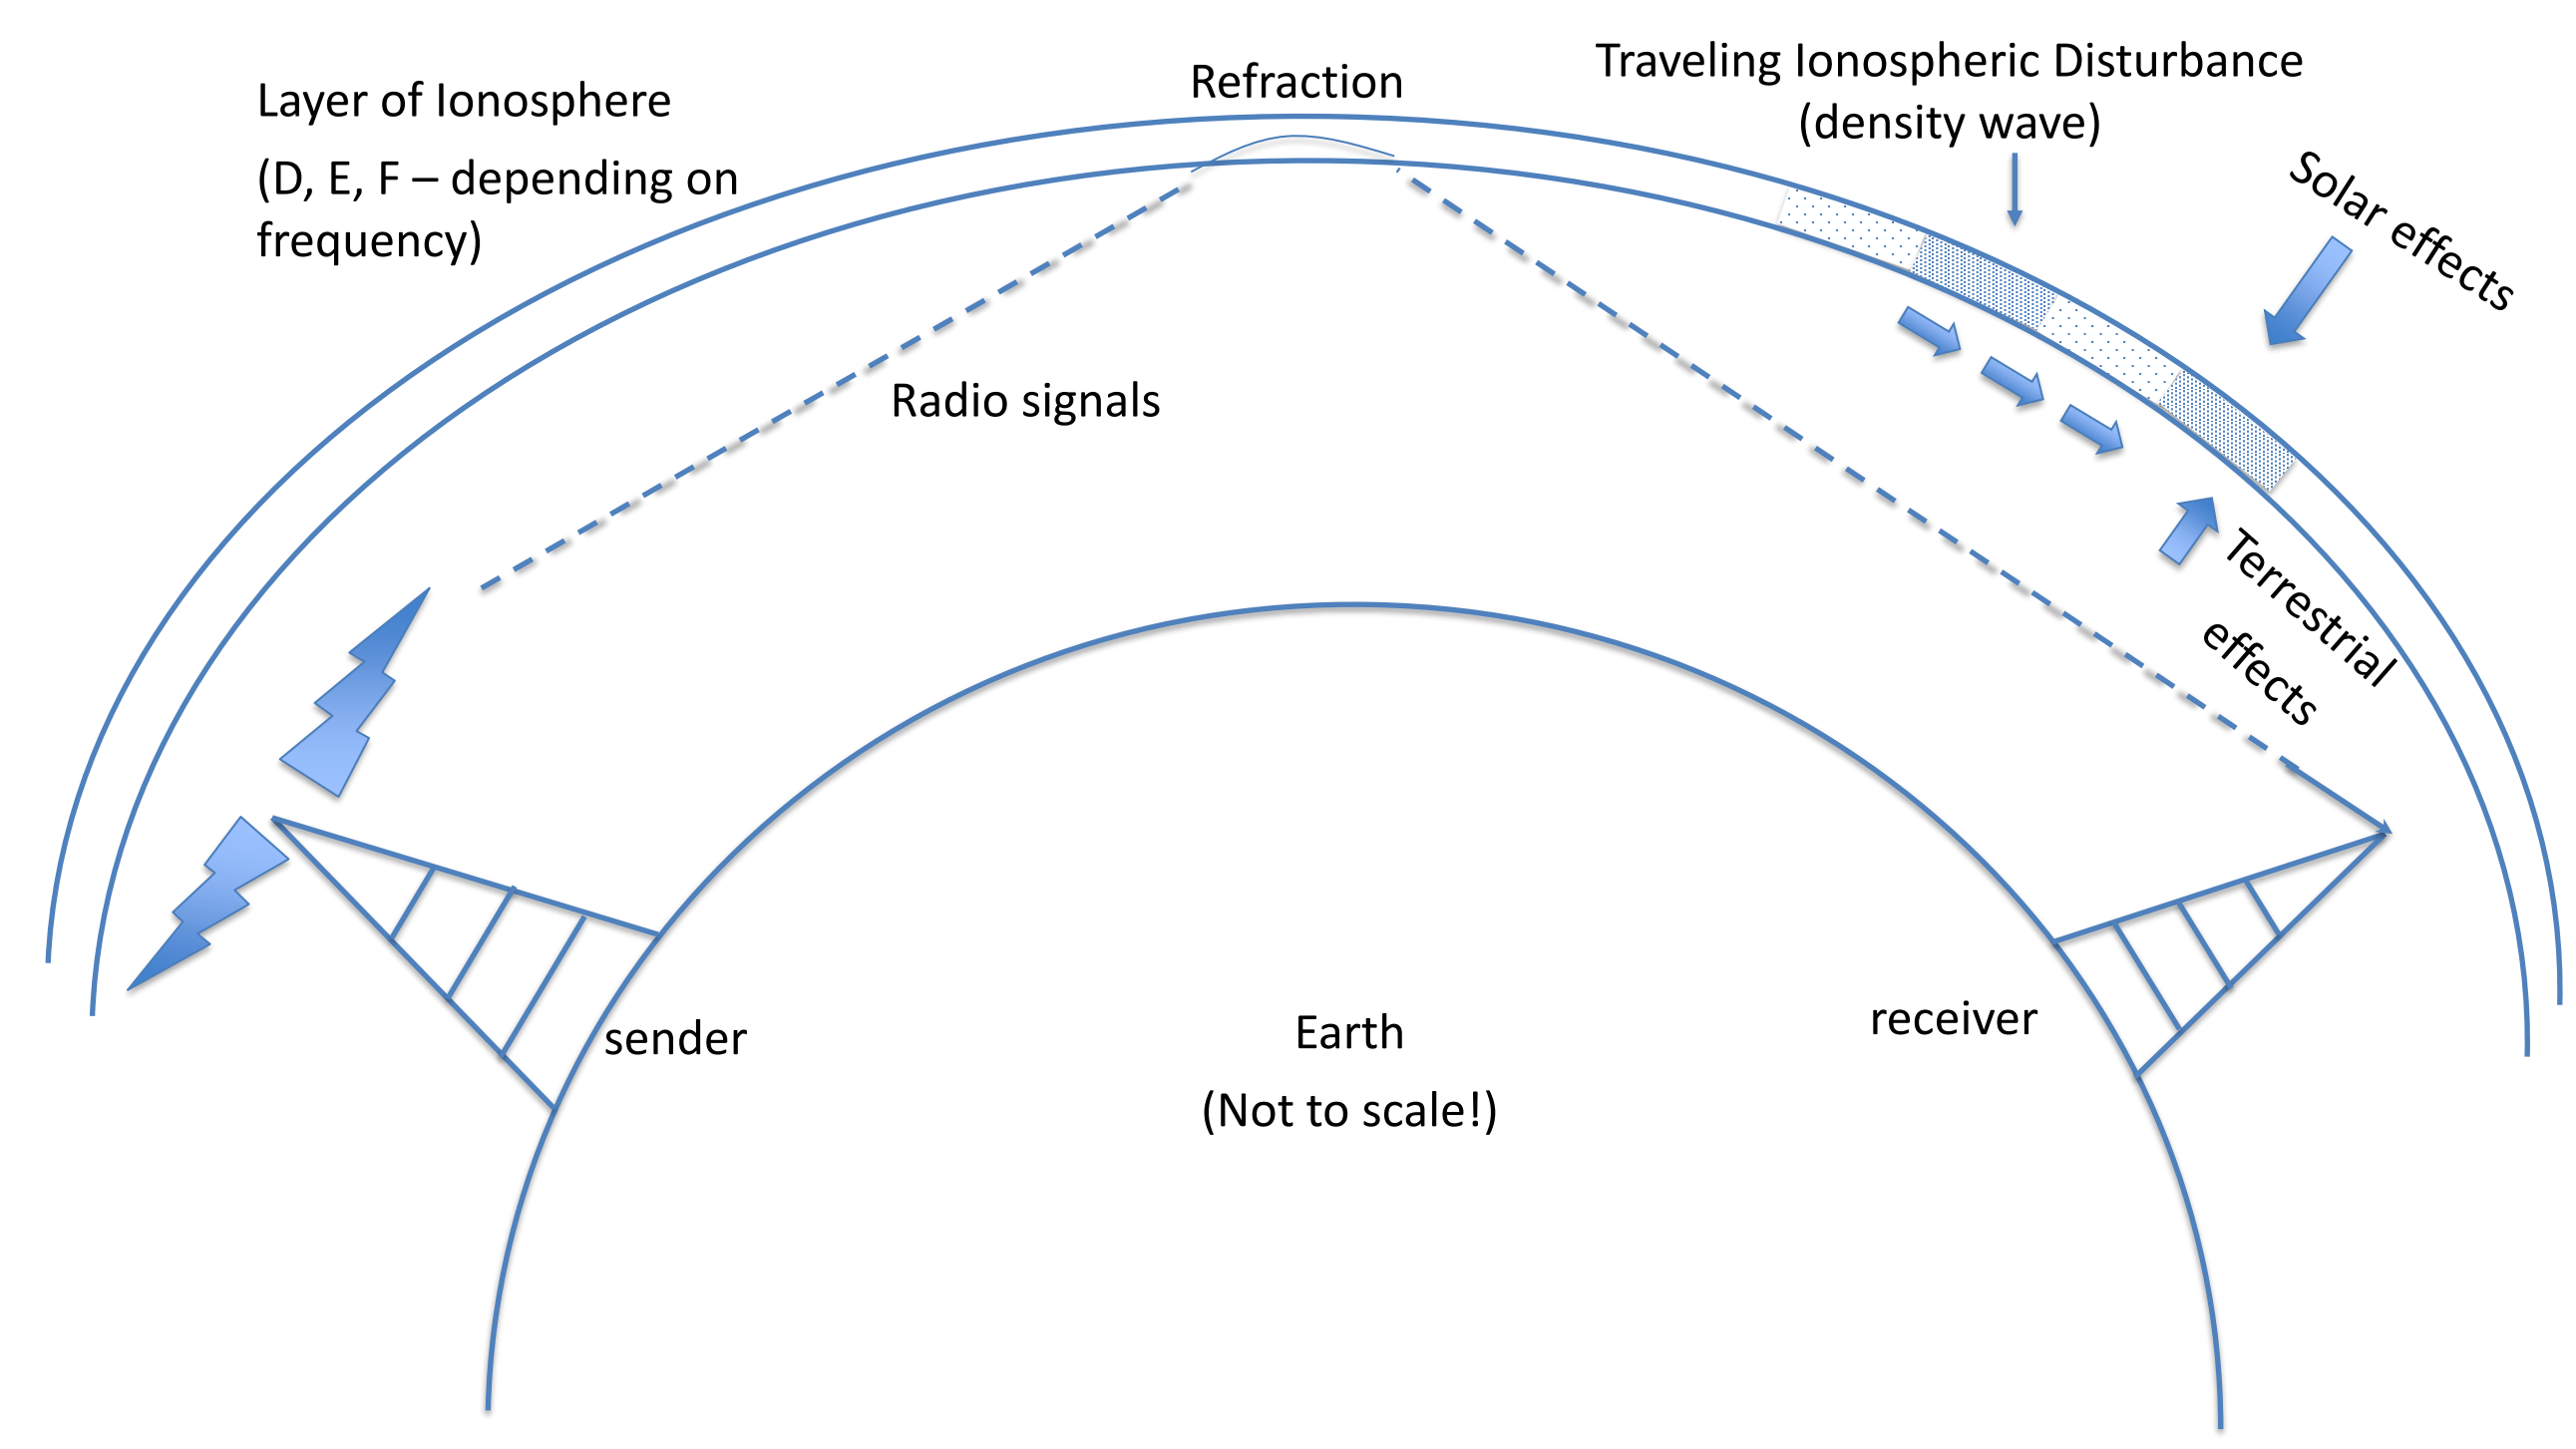 Layer of Ionosphere
(D, E, F – depending on
frequency)
Refraction
Traveling Ionospheric Disturbance
(density wave)
Solar effects
Radio signals
Terrestrial
effects
sender
Earth
(Not to scale!)
receiver